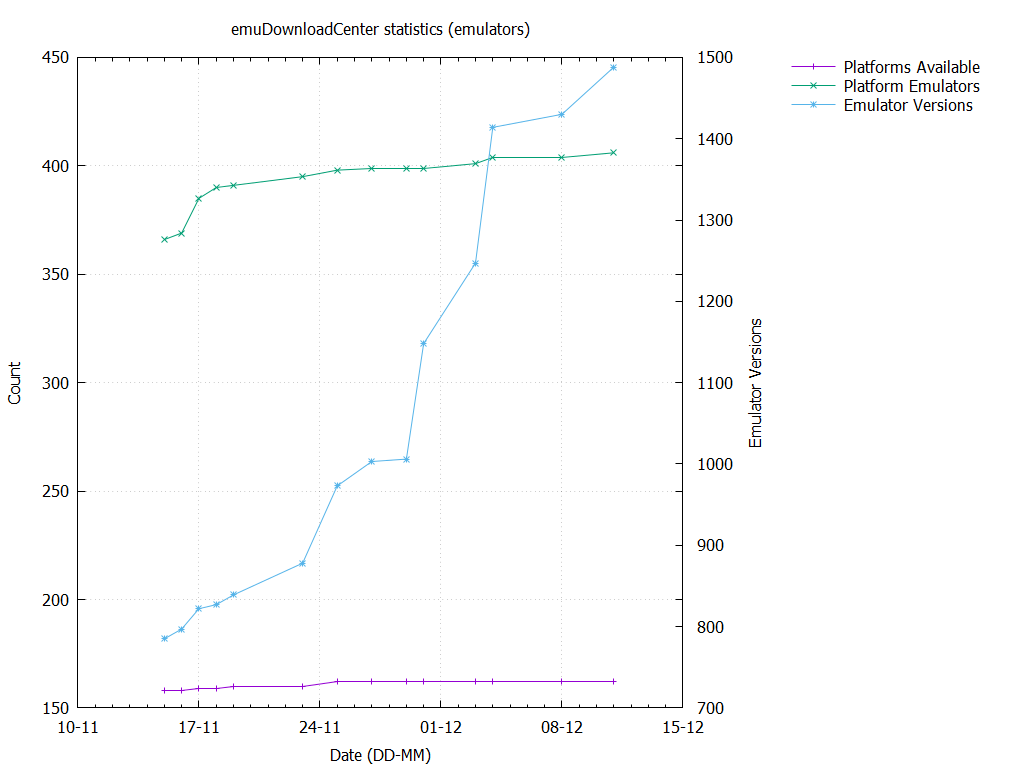 emuDownloadCenter statistics (emulators)
Platforms Available
Platform Emulators
Emulator Versions
450
400
350
300
250
200
150
Count
1500
1400
1300
1200
1100
1000
900
800
700
Emulator Versions
10-11 17-11 24-11 01-12 08-12 15-12
Date (DD-MM)